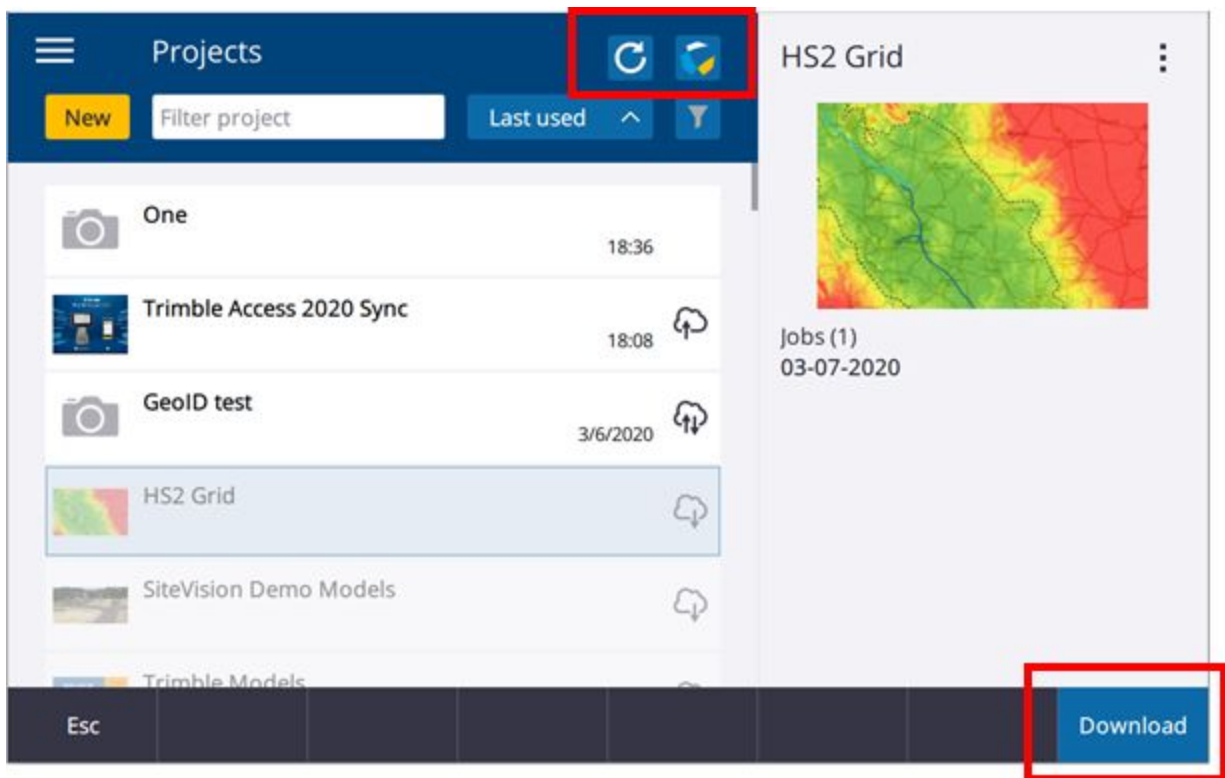 Projects
New
Filter project
Last used
One
18:36
Trimble Access 2020 Sync
18:08
GeoID test
3/6/2020
HS2 Grid
SiteVision Demo Models
Trimble Models
HS2 Grid
Jobs (1)
03-07-2020
Esc
Download